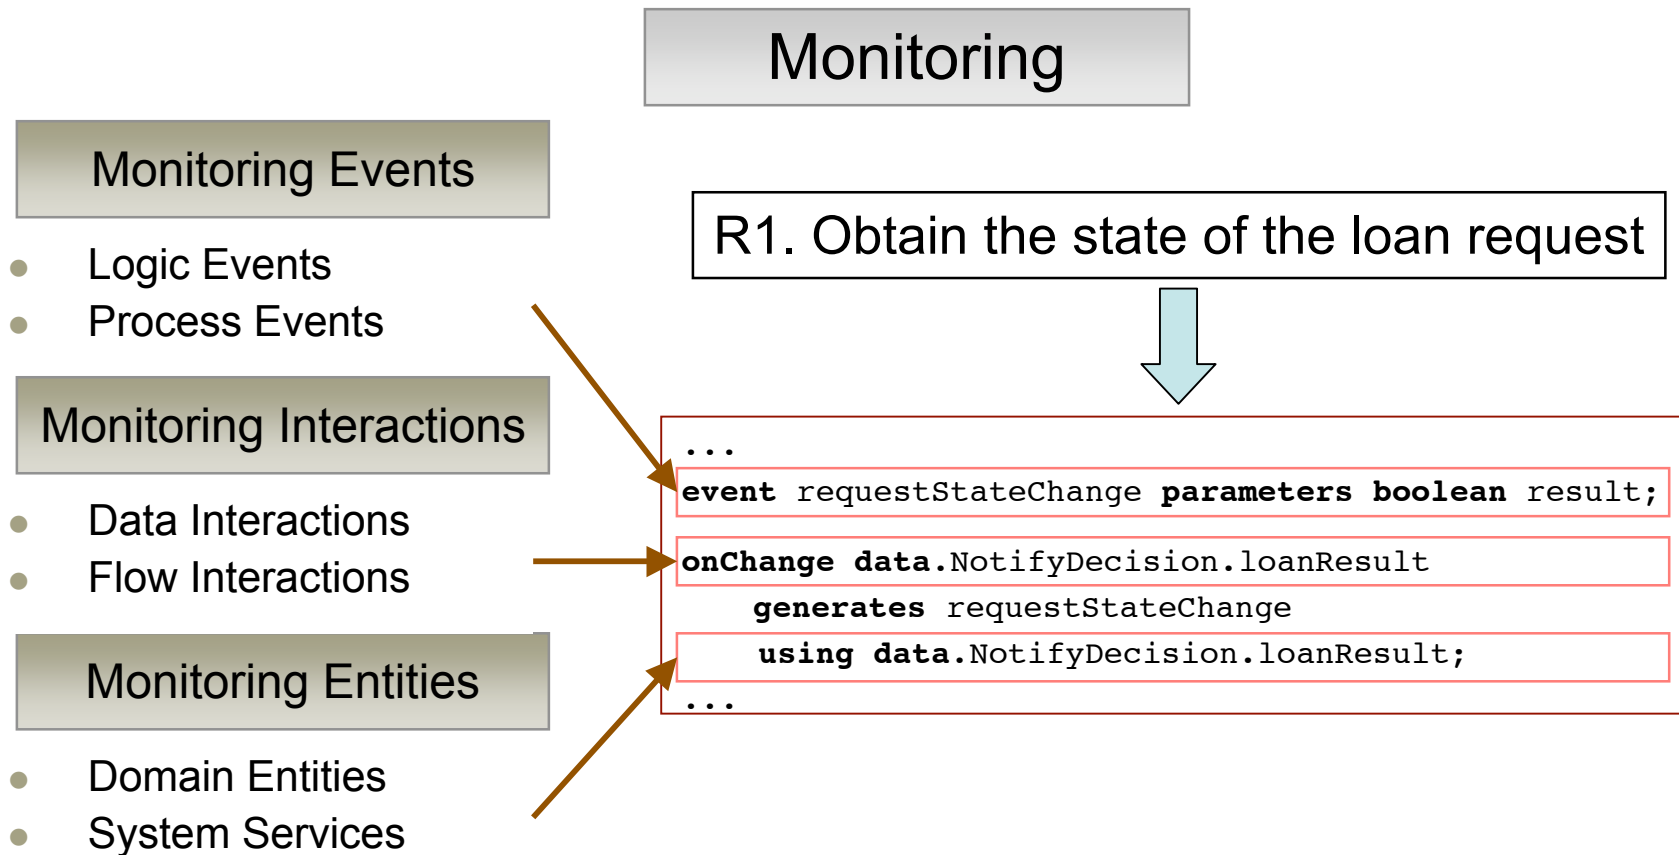 Monitoring
Monitoring Events
Logic Events
Process Events
Monitoring Interactions
Data Interactions
Flow Interactions
Monitoring Entities
Domain Entities
System Services
R1. Obtain the state of the loan request
...
event requestStateChange parameters boolean result;
onChange data.NotifyDecision.loanResult
generates requestStateChange
using data.NotifyDecision.loanResult;
...